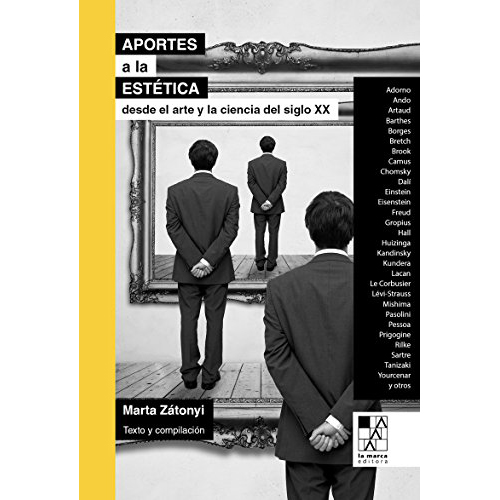 APORTES
a la
ESTÉTICA
desde el arte y la ciencia del siglo XX
Adorno
Ando
Artaud
Barthes
Borges
Bretch
Brook
Camus
Chomsky
Dalí
Einstein
Eisenstein
Freud
Gropius
Hall
Huizinga
Kandinsky
Kundera
Lacan
Le Corbusier
Lévi-Strauss
Mishima
Pasolini
Pessoa
Prigogine
Rilke
Sartre
Tanizaki
Yourcenar
y otros
Marta Zátonyi
Texto y compilación
la marca
editora